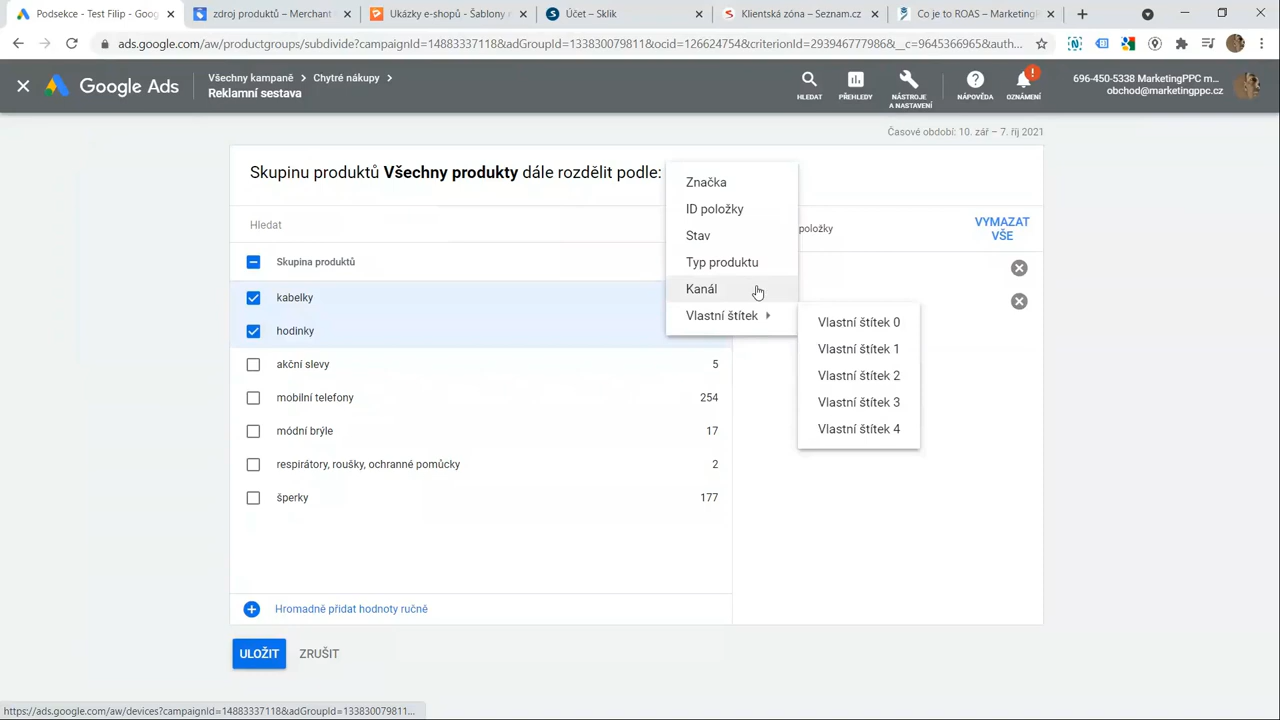 Podsekce - Test Filip - Goog
zdroj produktů – Merchant
Ukázky e-shopů - Šablony n
Účet – Sklik
Klientská zóna – Seznam.cz
Co je to ROAS – MarketingP
ads.google.com/aw/productgroups/subdivide?campaignId=14883337118&adGroupId=133830079811&ocid=126624754&criterionId=2939467779868&__c=9645366965&auth...
Google Ads
Všechny kampaně
Chytré nákupy
Reklamní sestava
HLEDAT
PŘEHLEDY
NÁSTROJE
A NASTAVENÍ
NÁPOVĚDA
!
OZNÁMENÍ
696-450-5338 MarketingPPC m...
obchod@marketingppc.cz
Časové období: 10. zář – 7. říj 2021
Skupinu produktů Všechny produkty dále rozdělit podle:
Značka
ID položky
Stav
Typ produktu
Kanál
Vlastní štítek
Vlastní štítek 0
Vlastní štítek 1
Vlastní štítek 2
Vlastní štítek 3
Vlastní štítek 4
Hledat
položky
VYMAZAT
VŠE
Skupina produktů
kabelky
hodinky
akční slevy 5
mobilní telefony 254
módní brýle 17
respirátory, roušky, ochranné pomůcky 2
šperky 177
Hromadně přidat hodnoty ručně
ULOŽIT
ZRUŠIT
https://ads.google.com/aw/devices?campaignId=14883337118&adGroupId=133830079811...